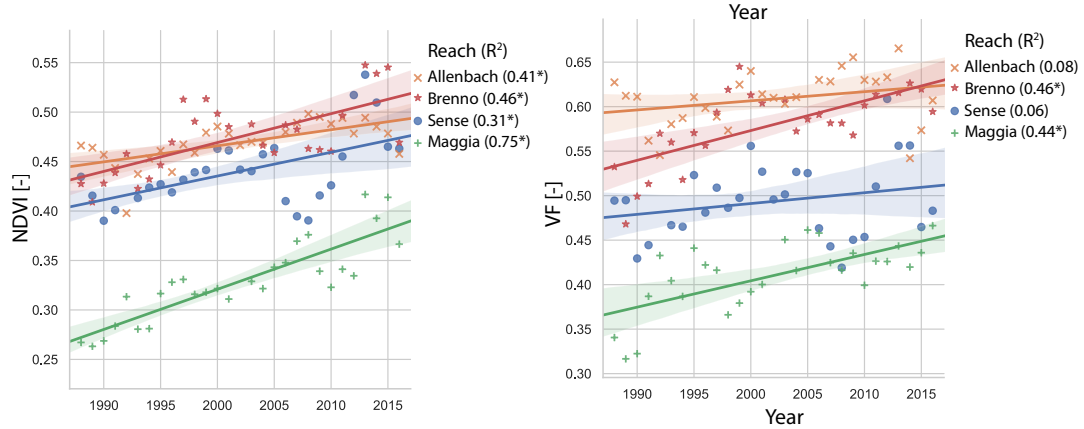 Year
Reach (R²)
Allenbach (0.41*)
Brenno (0.46*)
Sense (0.31*)
Maggia (0.75*)
NDVI [-]
0.55
0.50
0.45
0.40
0.35
0.30
0.25
1990 1995 2000 2005 2010 2015
Reach (R²)
Allenbach (0.08)
Brenno (0.46*)
Sense (0.06)
Maggia (0.44*)
VF [-]
0.65
0.60
0.55
0.50
0.45
0.40
0.35
0.30
1990 1995 2000 2005 2010 2015
Year